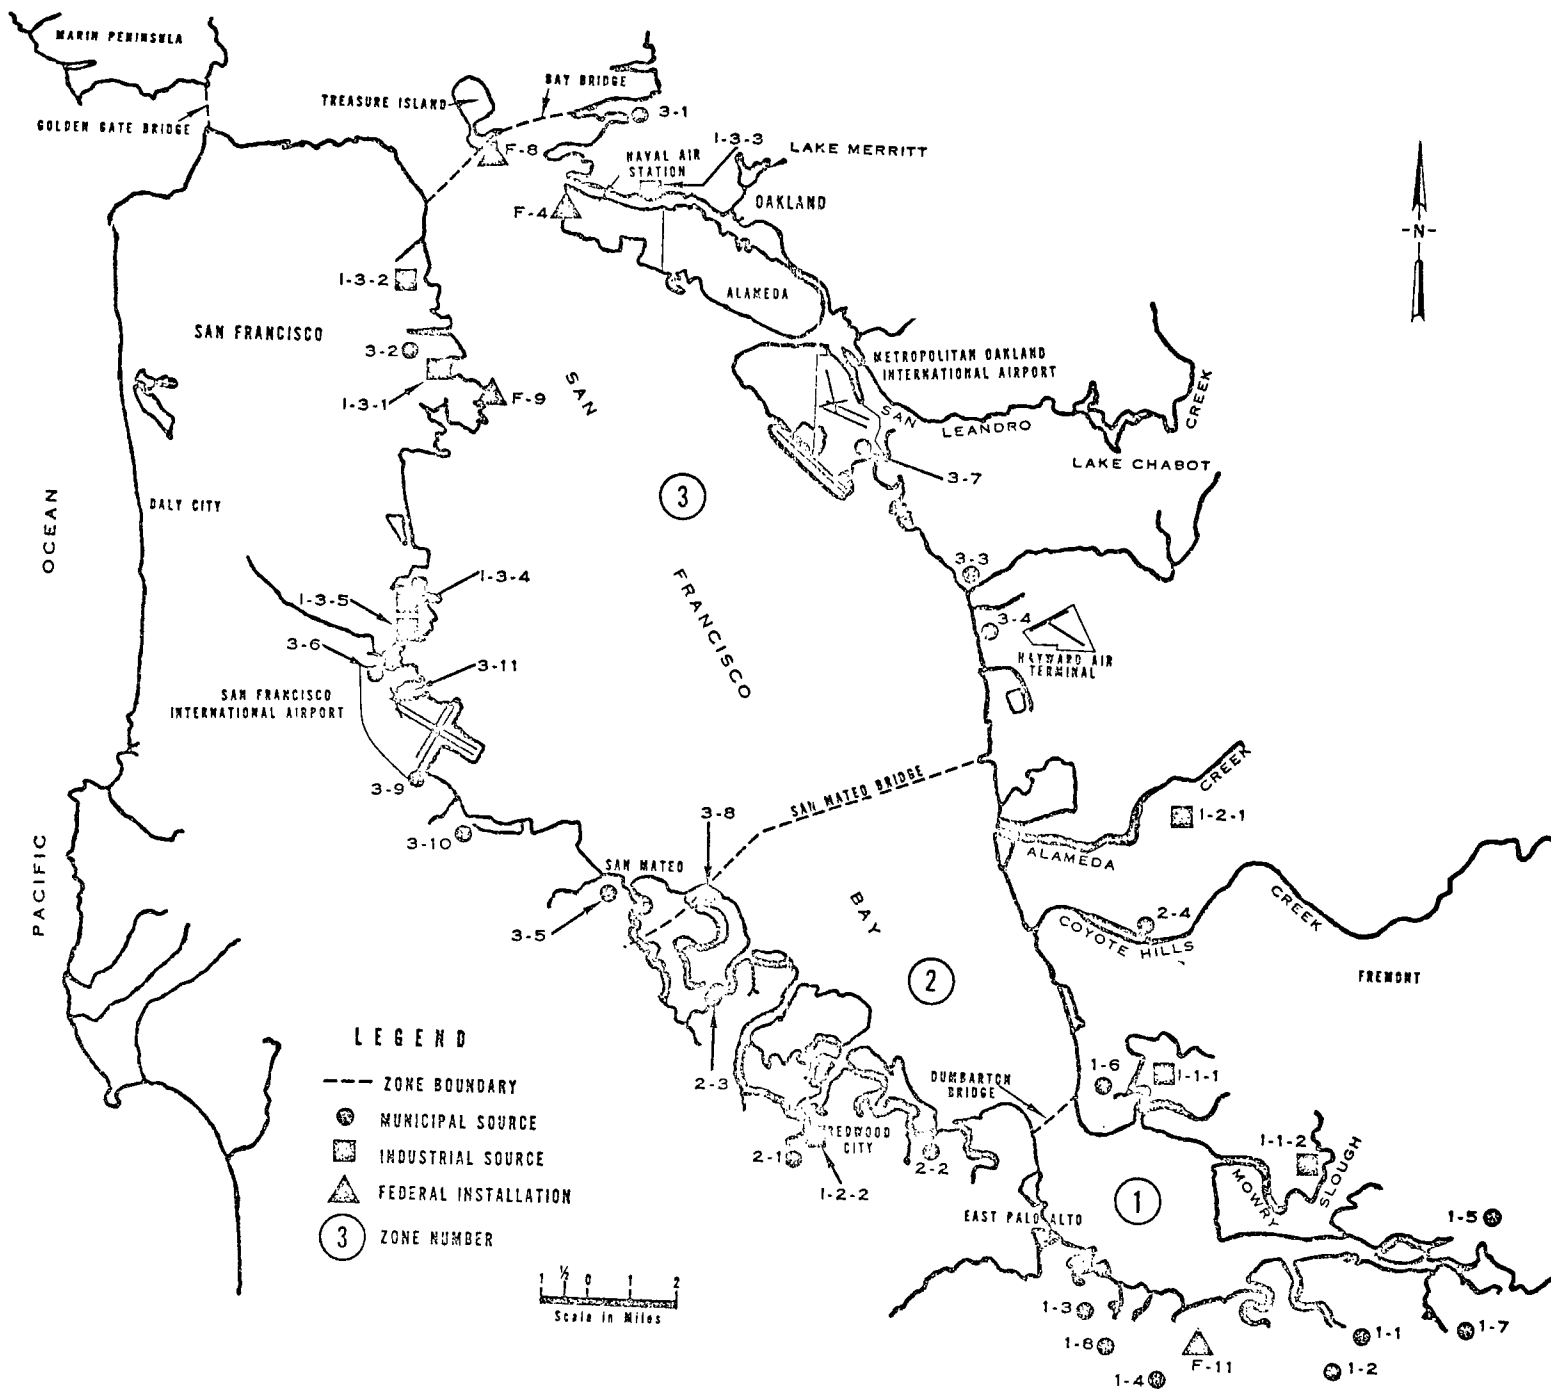 MARIN PENINSULA
GOLDEN GATE BRIDGE
TREASURE ISLAND
BAY BRIDGE
3-1
F-8
1-3-3
NAVAL AIR
STATION
LAKE MERRITT
OAKLAND
F-4
-N-
1-3-2
ALAMEDA
SAN FRANCISCO
3-2
1-3-1
F-9
METROPOLITAN OAKLAND
INTERNATIONAL AIRPORT
SAN
LEANDRO
CREEK
LAKE CHABOT
3-7
SAN
FRANCISCO
BAY
3
OCEAN
DALY CITY
1-3-4
1-3-5
3-6
3-11
SAN FRANCISCO
INTERNATIONAL AIRPORT
3-3
3-4
HAYWARD AIR
TERMINAL
3-9
3-10
3-8
SAN MATEO BRIDGE
CREEK
1-2-1
ALAMEDA
PACIFIC
SAN MATEO
3-5
2-4
COYOTE HILLS
CREEK
FREMONT
2
2-3
DUMBARTON
BRIDGE
1-6
1-1-1
REDWOOD
CITY
2-1
1-2-2
2-2
1-1-2
MOWRY
SLOUGH
1
EAST PALO ALTO
1-5
1-3
1-8
1-4
F-11
1-1
1-2
1-7
LEGEND
ZONE BOUNDARY
MUNICIPAL SOURCE
INDUSTRIAL SOURCE
FEDERAL INSTALLATION
3 ZONE NUMBER
1 ½ 0 1 2
Scale in Miles